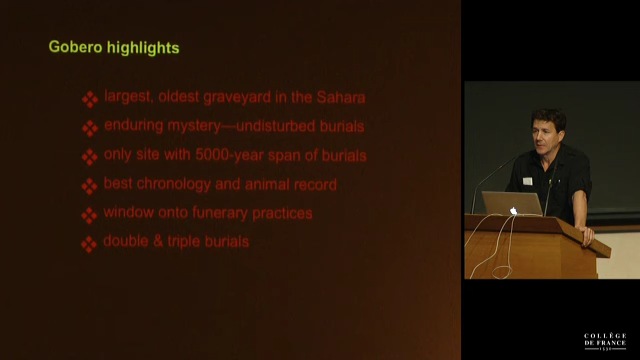 Gobero highlights
largest, oldest graveyard in the Sahara
enduring mystery—undisturbed burials
only site with 5000-year span of burials
best chronology and animal record
window onto funerary practices
double & triple burials
COLLÈGE
DE FRANCE
1530